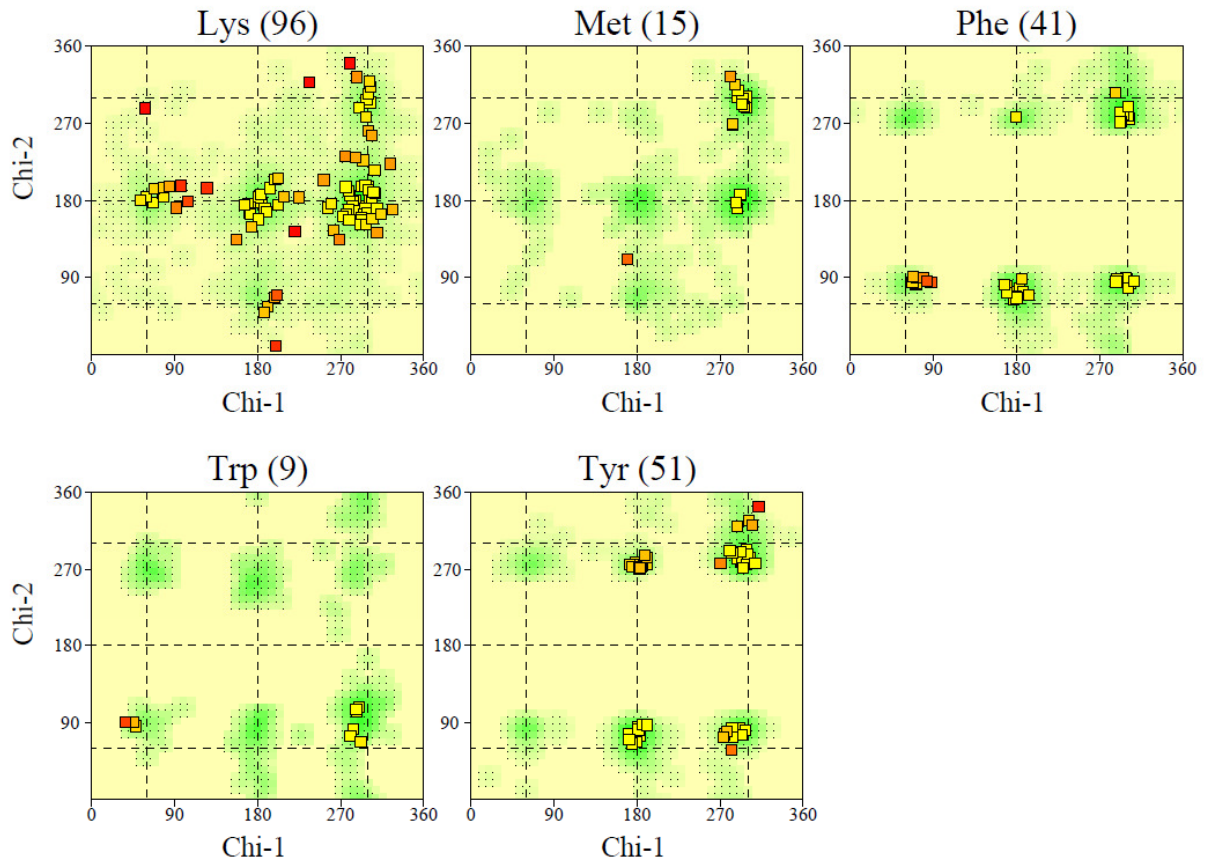 Lys (96) Met (15) Phe (41)
360 360 360
270 270 270
Chi-2 180 180 180
90 90 90
0 90 180 270 360 0 90 180 270 360 0 90 180 270 360
Chi-1 Chi-1 Chi-1
Trp (9) Tyr (51)
360 360
270 270
Chi-2 180 180
90 90
0 90 180 270 360 0 90 180 270 360
Chi-1 Chi-1